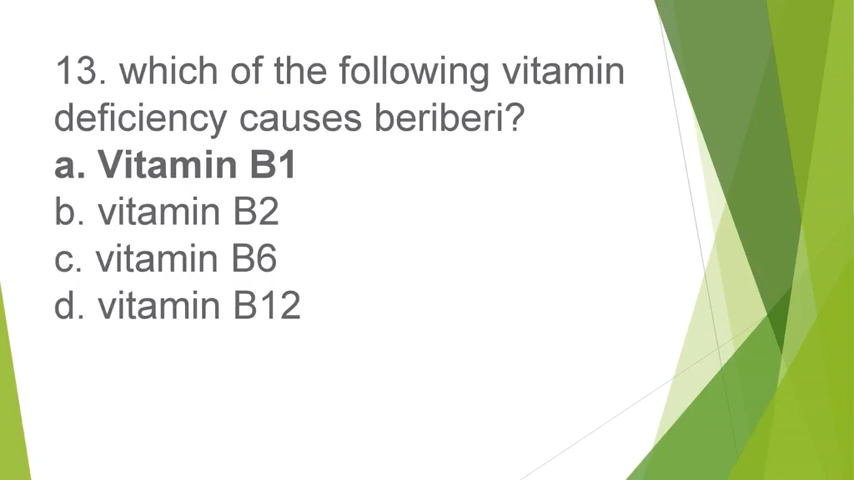 13. which of the following vitamin
deficiency causes beriberi?
a. Vitamin B1
b. vitamin B2
c. vitamin B6
d. vitamin B12